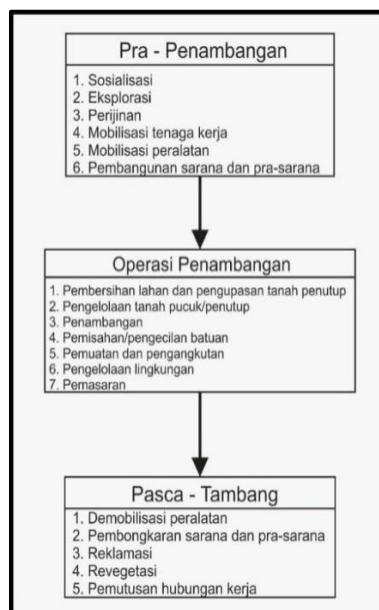 Pra - Penambangan
1. Sosialisasi
2. Eksplorasi
3. Perijinan
4. Mobilisasi tenaga kerja
5. Mobilisasi peralatan
6. Pembangunan sarana dan pra-sarana
Operasi Penambangan
1. Pembersihan lahan dan pengupasan tanah penutup
2. Pengelolaan tanah pucuk/penutup
3. Penambangan
4. Pemisahan/pengecilan batuan
5. Pemuatan dan pengangkutan
6. Pengelolaan lingkungan
7. Pemasaran
Pasca - Tambang
1. Demobilisasi peralatan
2. Pembongkaran sarana dan pra-sarana
3. Reklamasi
4. Revegetasi
5. Pemutusan hubungan kerja